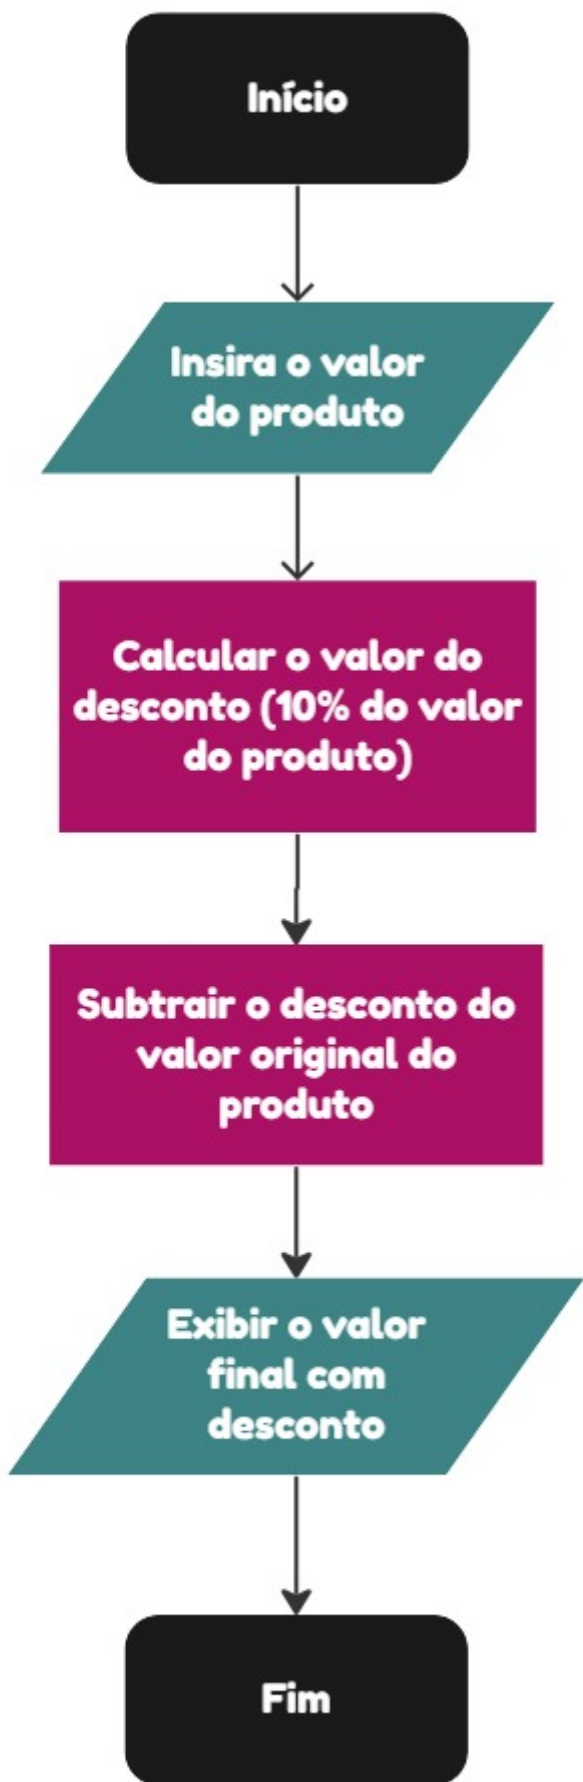 Início
Insira o valor
do produto
Calcular o valor do
desconto (10% do valor
do produto)
Subtrair o desconto do
valor original do
produto
Exibir o valor
final com
desconto
Fim